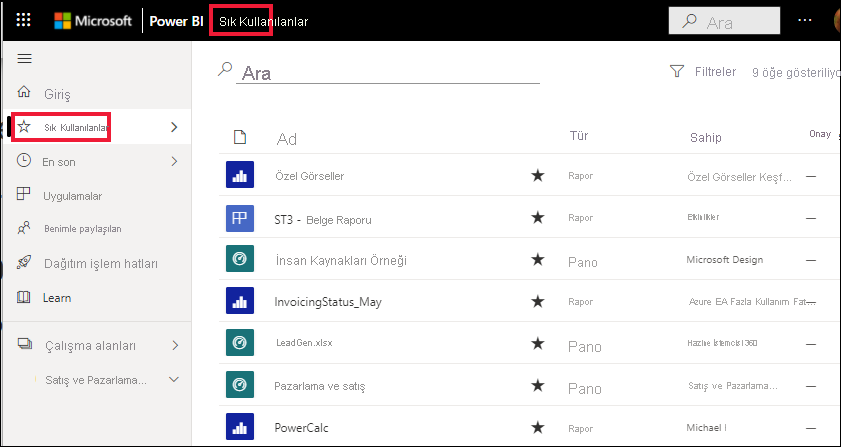 Microsoft Power BI Sık Kullanılanlar Ara ...
Giriş
Sık Kullanılanlar
En son
Uygulamalar
Benimle paylaşılan
Dağıtım işlem hatları
Learn
Çalışma alanları
Satış ve Pazarlama...
Ara Filtreler 9 öğe gösteriliyo
Ad Tür Sahip Onay
Özel Görseller Rapor Özel Görseller Keşf... —
ST3 - Belge Raporu Rapor Etkinlikler —
İnsan Kaynakları Örneği Pano Microsoft Design —
InvoicingStatus_May Rapor Azure EA Fazla Kullanım Fat... —
LeadGen.xlsx Pano Hazine İstemcisi 360 —
Pazarlama ve satış Pano Satış ve Pazarlama... —
PowerCalc Rapor Michael I —